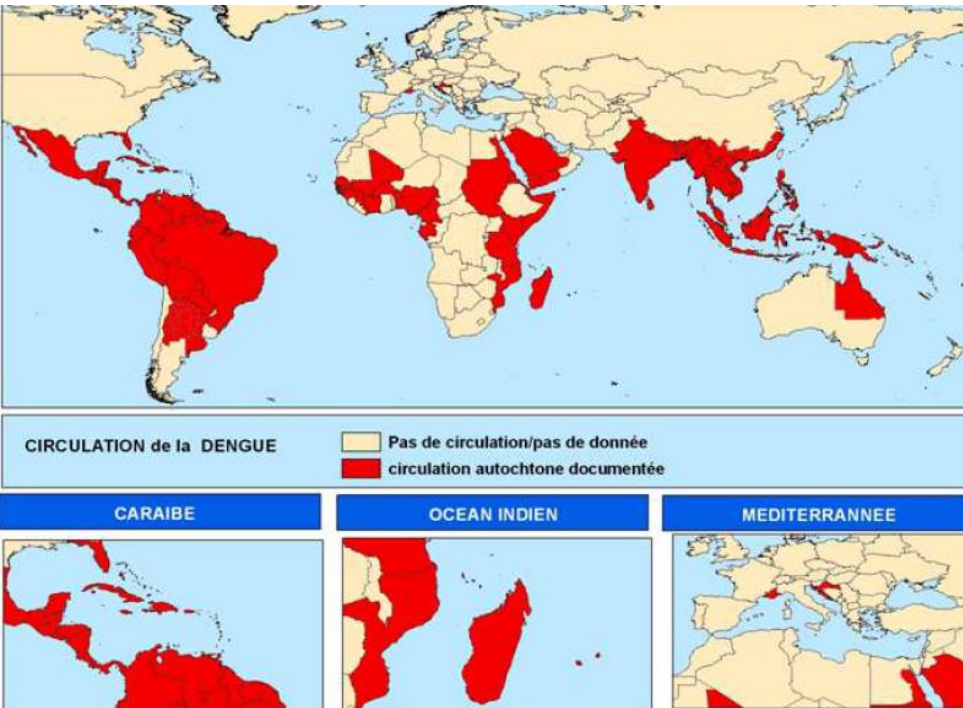 CIRCULATION de la DENGUE
Pas de circulation/pas de donnée
circulation autochtone documentée
CARAIBE
OCEAN INDIEN
MEDITERRANNEE